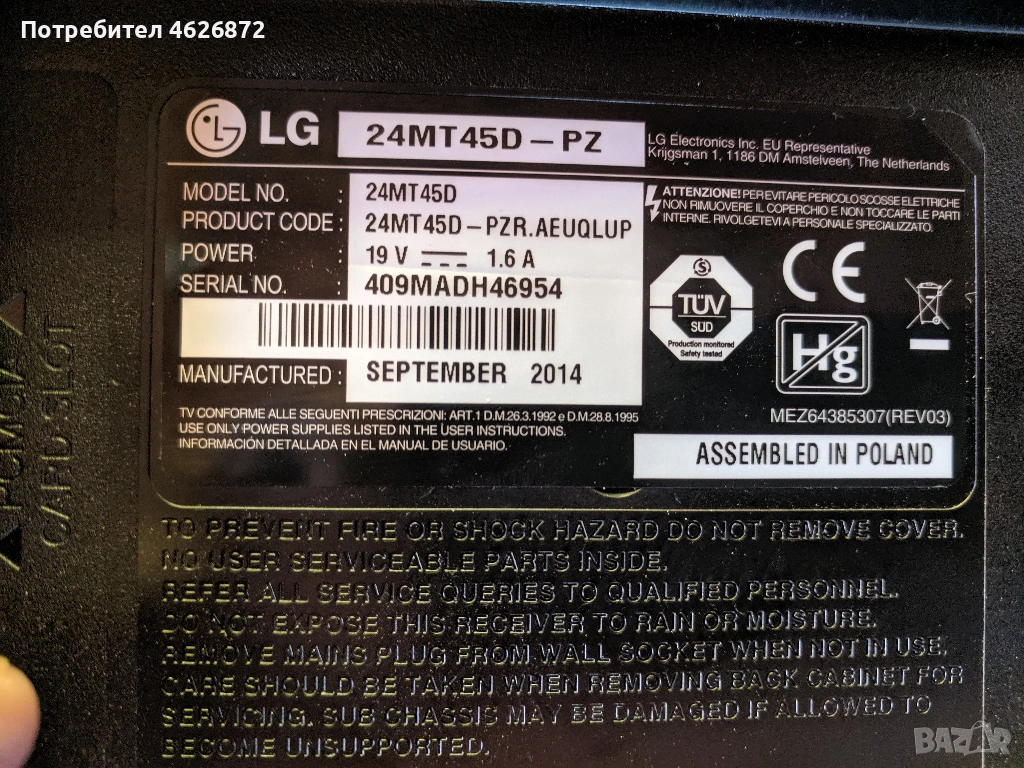 Потребител 4626872
LG 24MT45D-PZ
LG Electronics Inc. EU Representative
Krijgsman 1, 1186 DM Amstelveen, The Netherlands
MODEL NO. : 24MT45D
PRODUCT CODE : 24MT45D-PZR.AEUQLUP
POWER : 19 V 1.6 A
SERIAL NO. : 409MADH46954
MANUFACTURED : SEPTEMBER 2014
ATTENZIONE! PER EVITARE PERICOLO SCOSSE ELETTRICHE
NON RIMUOVERE IL COPERCHIO E NON TOCCARE LE PARTI
INTERNE. RIVOLGETEVI A PERSONALE SPECIALIZZATO.
S
TÜV
SUD
Production monitored
Safety tested
CE
Hg
TV CONFORME ALLE SEGUENTI PRESCRIZIONI: ART.1 D.M.26.3.1992 e D.M.28.8.1995
USE ONLY POWER SUPPLIES LISTED IN THE USER INSTRUCTIONS.
INFORMACIÓN DETALLADA EN EL MANUAL DE USUARIO.
MEZ64385307(REV03)
ASSEMBLED IN POLAND
TO PREVENT FIRE OR SHOCK HAZARD DO NOT REMOVE COVER.
NO USER SERVICEABLE PARTS INSIDE.
REFER ALL SERVICE QUERIES TO QUALIFIED PERSONNEL.
DO NOT EXPOSE THIS RECEIVER TO RAIN OR MOISTURE.
REMOVE MAINS PLUG FROM WALL SOCKET WHEN NOT IN USE.
CARE SHOULD BE TAKEN WHEN REMOVING BACK CABINET FOR
SERVICING. SUB CHASSIS MAY BE DAMAGED IF ALLOWED TO
BECOME UNSUPPORTED.
PCMCIA
CARD SLOT
BAZAR